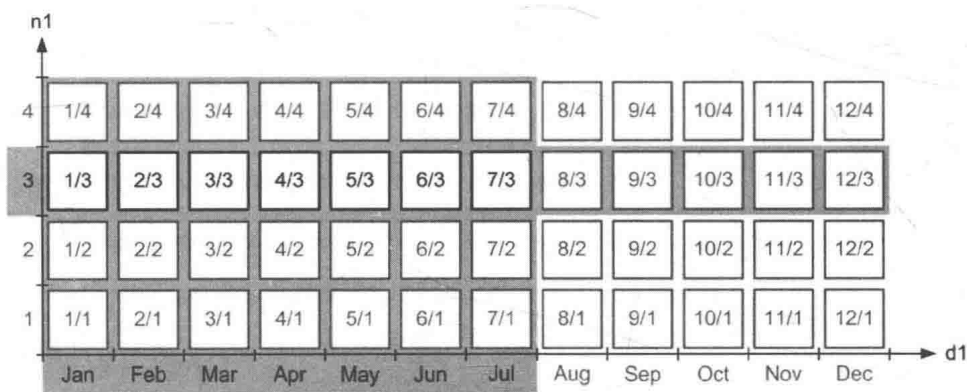 n1
4 1/4 2/4 3/4 4/4 5/4 6/4 7/4 8/4 9/4 10/4 11/4 12/4
3 1/3 2/3 3/3 4/3 5/3 6/3 7/3 8/3 9/3 10/3 11/3 12/3
2 1/2 2/2 3/2 4/2 5/2 6/2 7/2 8/2 9/2 10/2 11/2 12/2
1 1/1 2/1 3/1 4/1 5/1 6/1 7/1 8/1 9/1 10/1 11/1 12/1
d1
Jan Feb Mar Apr May Jun Jul Aug Sep Oct Nov Dec